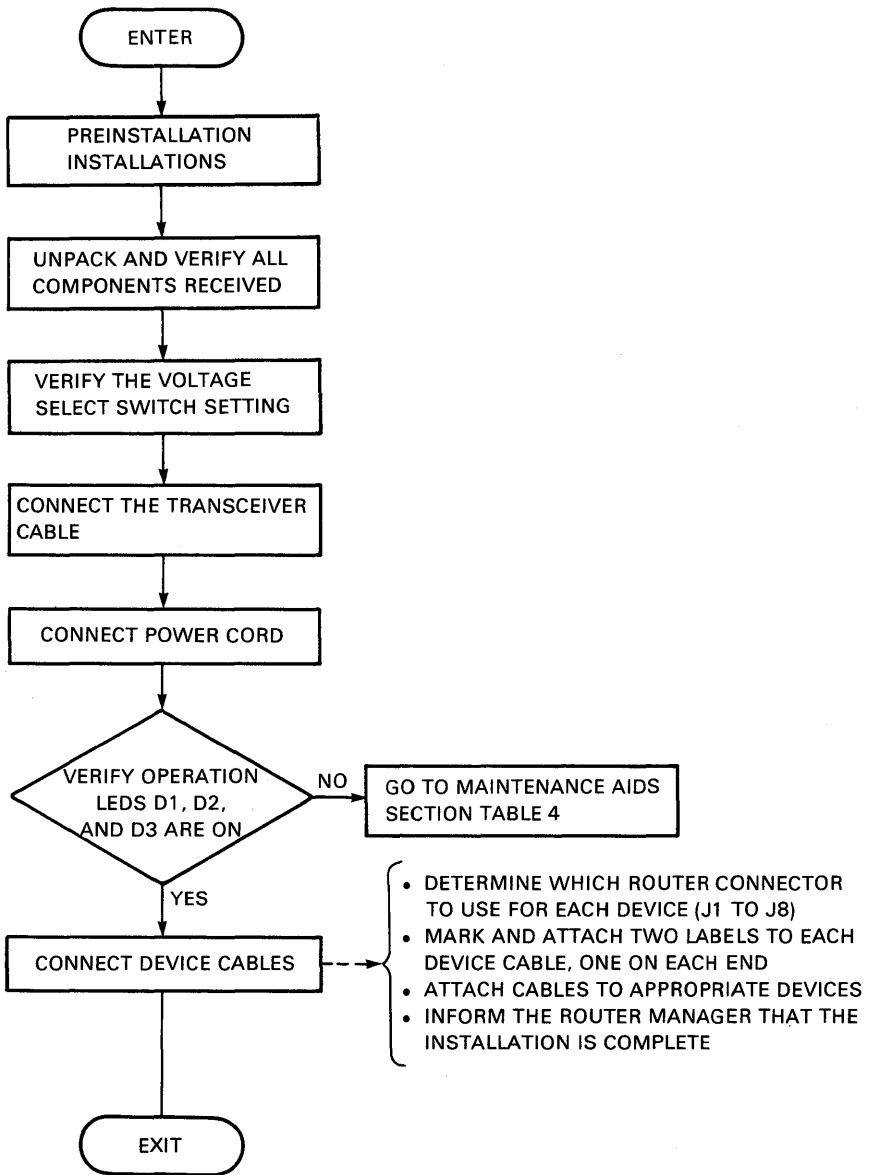 ENTER
PREINSTALLATION
INSTALLATIONS
UNPACK AND VERIFY ALL
COMPONENTS RECEIVED
VERIFY THE VOLTAGE
SELECT SWITCH SETTING
CONNECT THE TRANSCEIVER
CABLE
CONNECT POWER CORD
VERIFY OPERATION
LEDS D1, D2,
AND D3 ARE ON
NO
GO TO MAINTENANCE AIDS
SECTION TABLE 4
YES
CONNECT DEVICE CABLES
• DETERMINE WHICH ROUTER CONNECTOR
TO USE FOR EACH DEVICE (J1 TO J8)
• MARK AND ATTACH TWO LABELS TO EACH
DEVICE CABLE, ONE ON EACH END
• ATTACH CABLES TO APPROPRIATE DEVICES
• INFORM THE ROUTER MANAGER THAT THE
INSTALLATION IS COMPLETE
EXIT